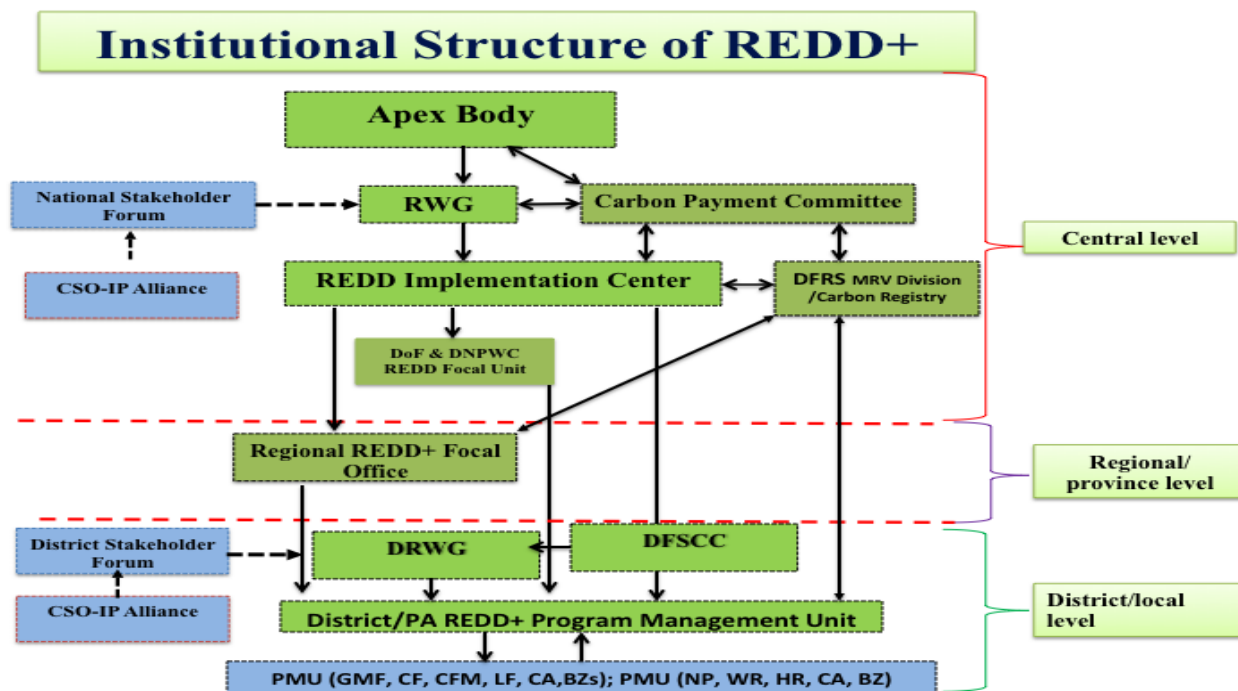 Institutional Structure of REDD+
Apex Body
National Stakeholder
Forum
RWG
Carbon Payment Committee
Central level
CSO-IP Alliance
REDD Implementation Center
DFRS MRV Division
/Carbon Registry
DoF & DNPWC
REDD Focal Unit
Regional REDD+ Focal
Office
Regional/
province level
District Stakeholder
Forum
DRWG
DFSCC
CSO-IP Alliance
District/PA REDD+ Program Management Unit
District/local
level
PMU (GMF, CF, CFM, LF, CA,BZs); PMU (NP, WR, HR, CA, BZ)